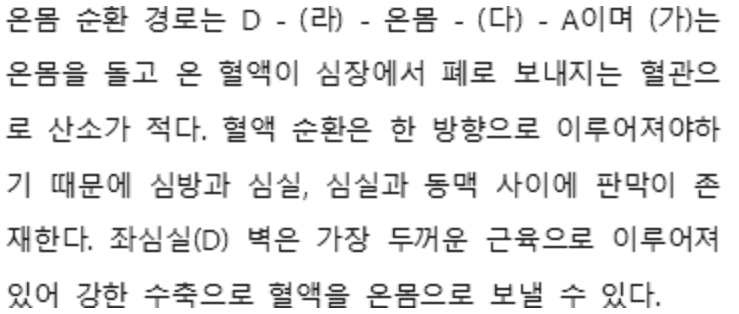 온몸 순환 경로는 D - (라) - 온몸 - (다) - A이며 (가)는
온몸을 돌고 온 혈액이 심장에서 폐로 보내지는 혈관으
로 산소가 적다. 혈액 순환은 한 방향으로 이루어져야하
기 때문에 심방과 심실, 심실과 동맥 사이에 판막이 존
재한다. 좌심실(D) 벽은 가장 두꺼운 근육으로 이루어져
있어 강한 수축으로 혈액을 온몸으로 보낼 수 있다.